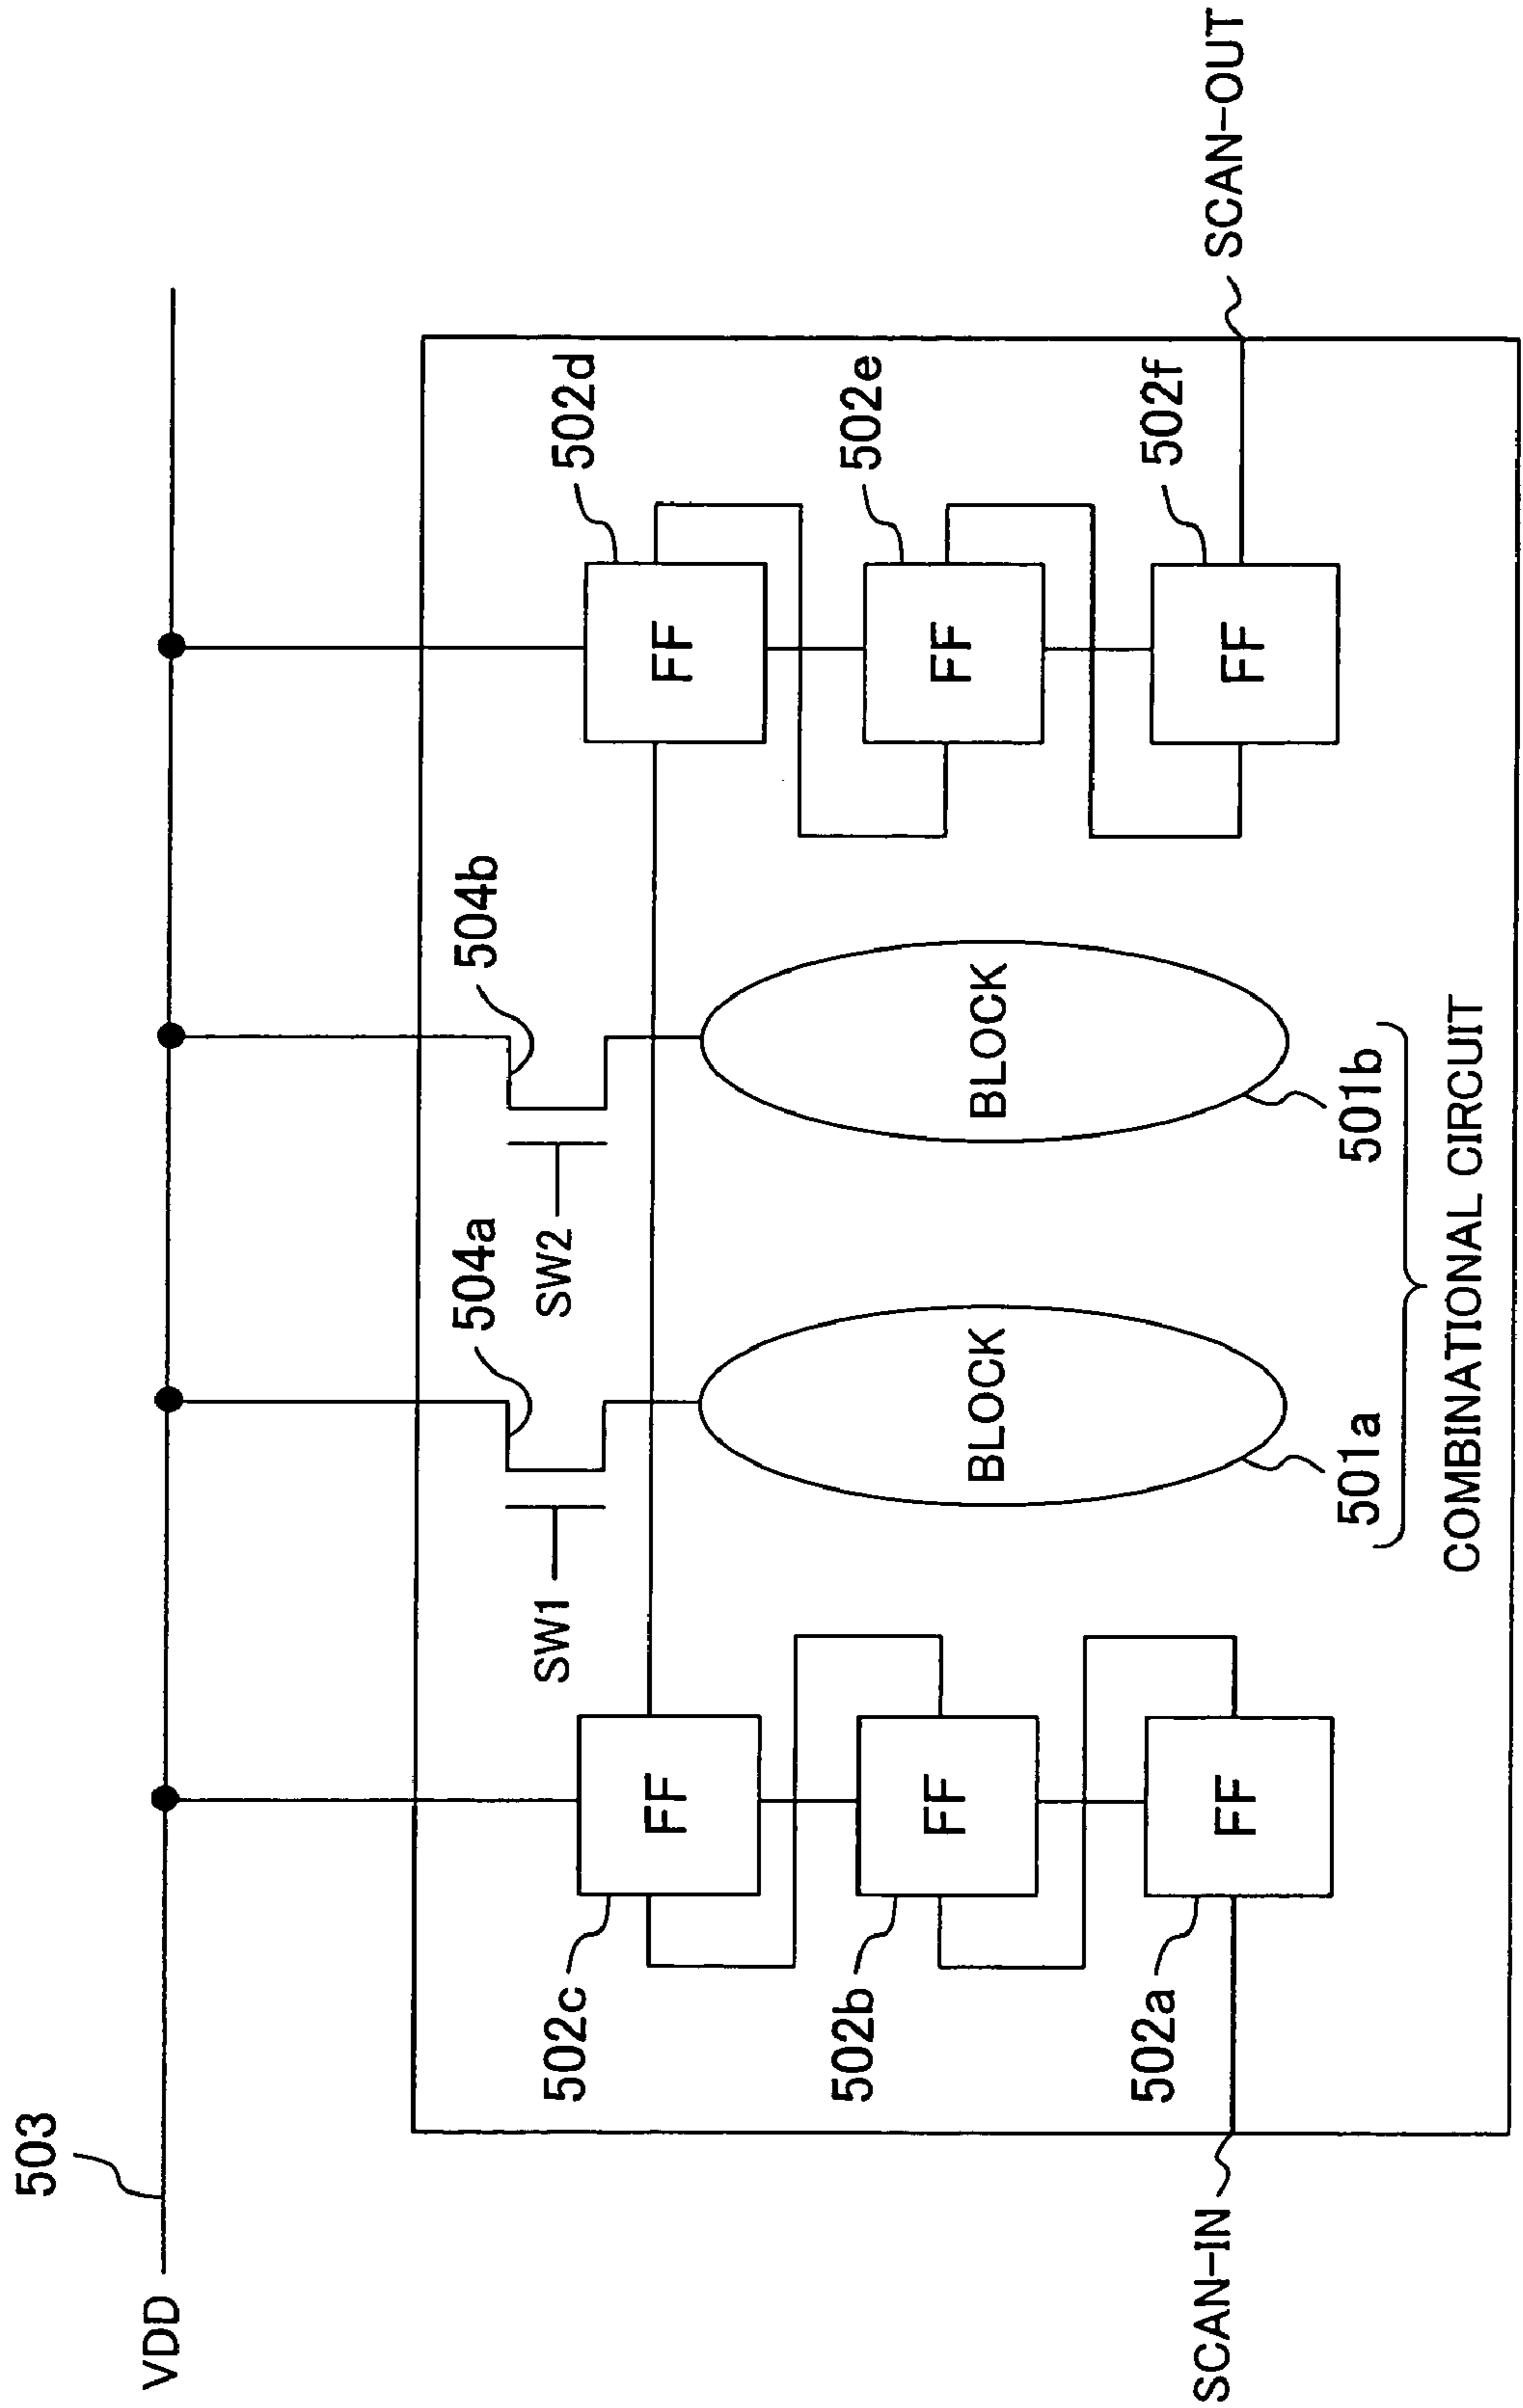 503
VDD
504a
504b
SW1
SW2
502c
FF
FF
502d
502b
FF
BLOCK
BLOCK
FF
502e
502a
FF
FF
502f
SCAN-IN
SCAN-OUT
501a
501b
COMBINATIONAL CIRCUIT